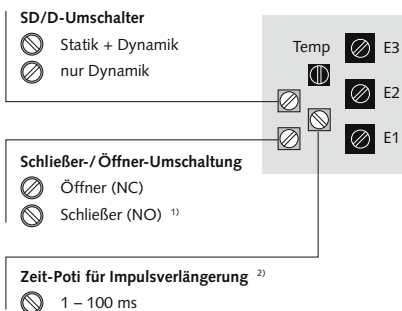 SD/D-Umschalter
Statik + Dynamik
nur Dynamik
Temp
E3
E2
E1
Schließer-/Öffner-Umschaltung
Öffner (NC)
Schließer (NO) 1)
Zeit-Poti für Impulsverlängerung 2)
1 – 100 ms